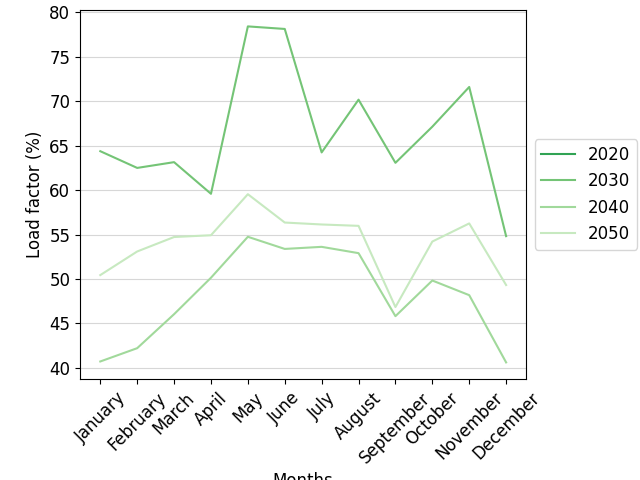 80
75
70
65
60
55
50
45
40
Load factor (%)
January
February
March
April
May
June
July
August
September
October
November
December
Months
2020
2030
2040
2050